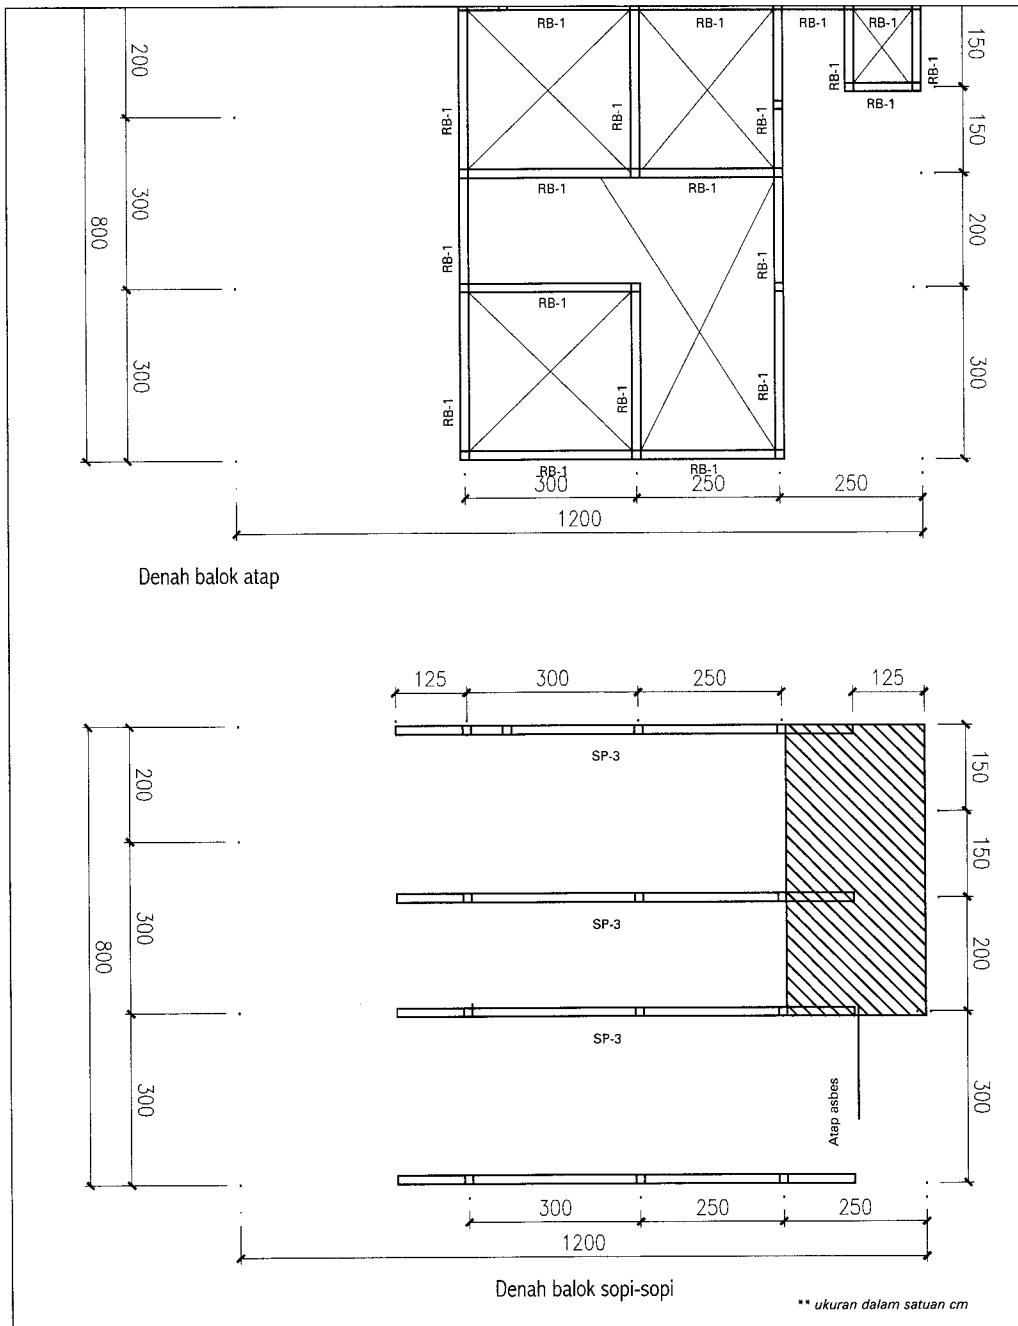 RB-1 RB-1 RB-1 RB-1
200
150
RB-1 RB-1 RB-1 RB-1 RB-1
RB-1
150
RB-1 RB-1
300
800
200
RB-1 RB-1
RB-1
300
300
RB-1 RB-1 RB-1
RB-1 RB-1
300 250 250
1200
Denah balok atap
125 300 250 125
SP-3
200
150
150
SP-3
300
800
200
SP-3
300
300
Atap asbes
300 250 250
1200
Denah balok sopi-sopi
** ukuran dalam satuan cm